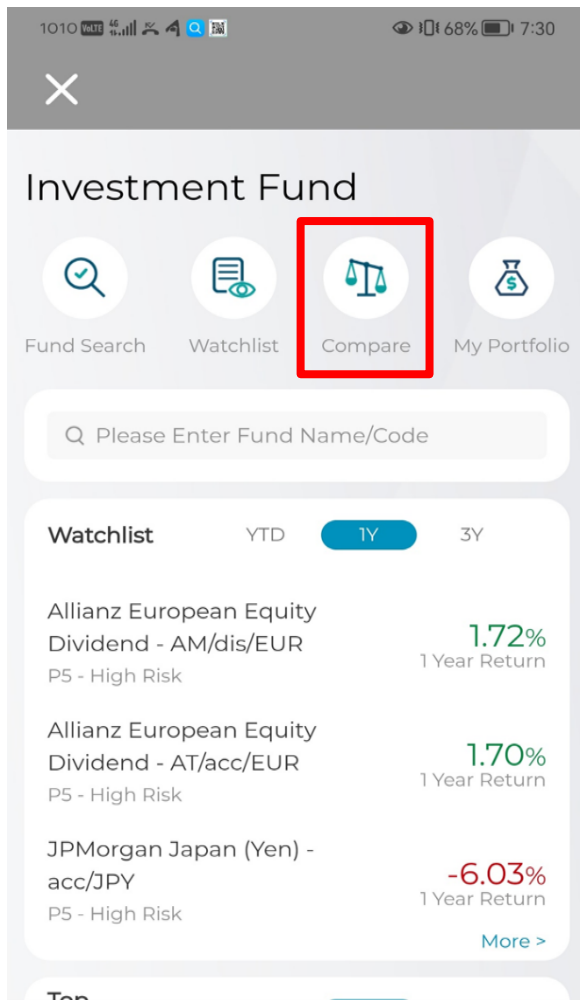 1010 VoLTE 4G 68% 7:30
Investment Fund
Fund Search Watchlist Compare My Portfolio
Please Enter Fund Name/Code
Watchlist YTD 1Y 3Y
Allianz European Equity
Dividend - AM/dis/EUR
1.72%
P5 - High Risk
1 Year Return
Allianz European Equity
Dividend - AT/acc/EUR
1.70%
P5 - High Risk
1 Year Return
JPMorgan Japan (Yen) -
acc/JPY
-6.03%
P5 - High Risk
1 Year Return
More >
Top